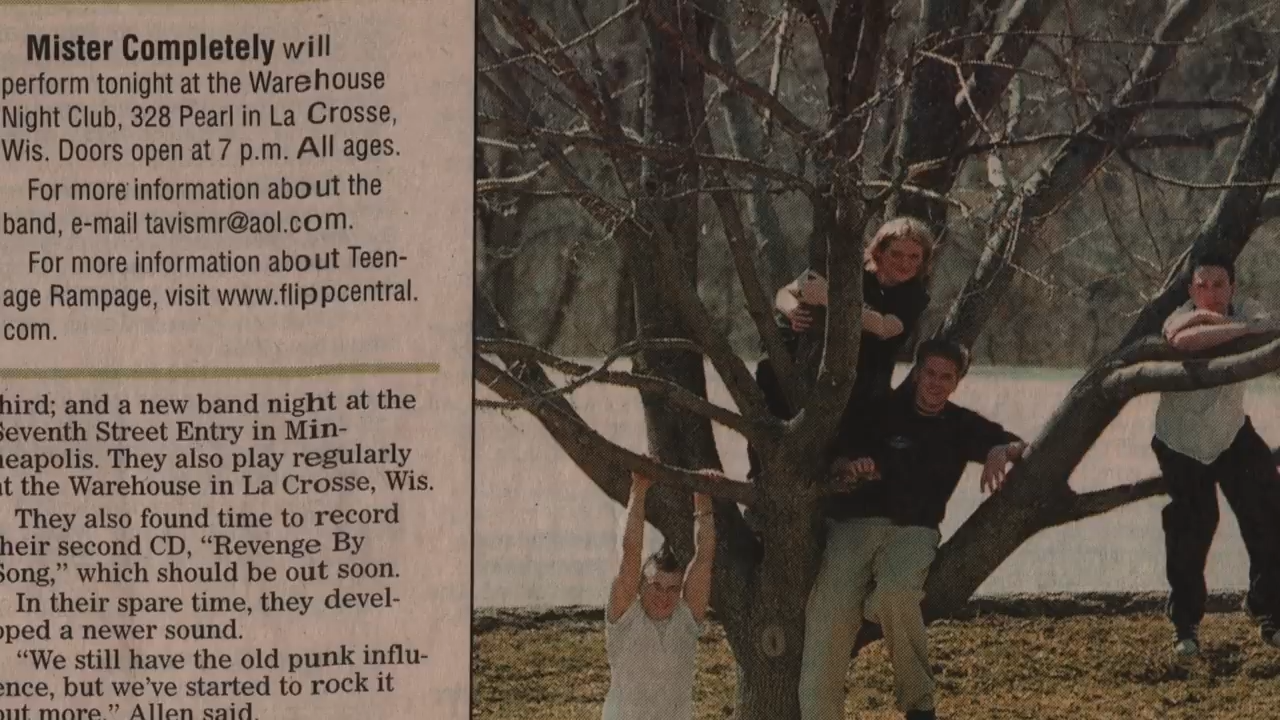 Mister Completely will
perform tonight at the Warehouse
Night Club, 328 Pearl in La Crosse,
Wis. Doors open at 7 p.m. All ages.
For more information about the
band, e-mail tavismr@aol.com.
For more information about Teen-
age Rampage, visit www.flippcentral.
com.
hird; and a new band night at the
Seventh Street Entry in Min-
neapolis. They also play regularly
at the Warehouse in La Crosse, Wis.
They also found time to record
their second CD, “Revenge By
Song,” which should be out soon.
In their spare time, they devel-
oped a newer sound.
“We still have the old punk influ-
ence, but we’ve started to rock it
out more,” Allen said.